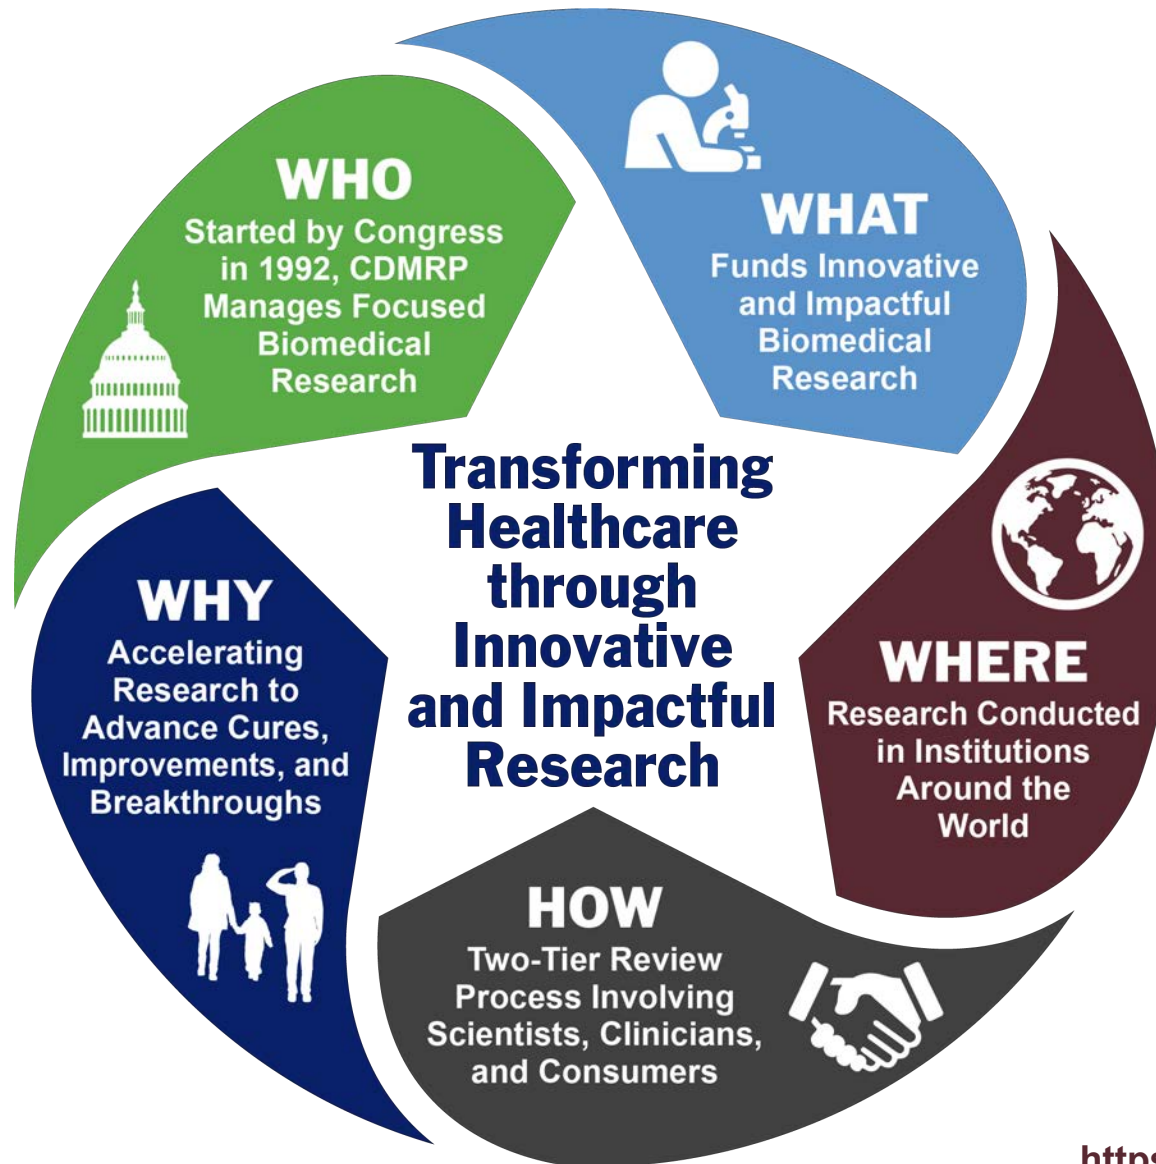 WHO
Started by Congress
in 1992, CDMRP
Manages Focused
Biomedical
Research
WHAT
Funds Innovative
and Impactful
Biomedical
Research
WHERE
Research Conducted
in Institutions
Around the
World
HOW
Two-Tier Review
Process Involving
Scientists, Clinicians,
and Consumers
WHY
Accelerating
Research to
Advance Cures,
Improvements, and
Breakthroughs
Transforming
Healthcare
through
Innovative
and Impactful
Research
https